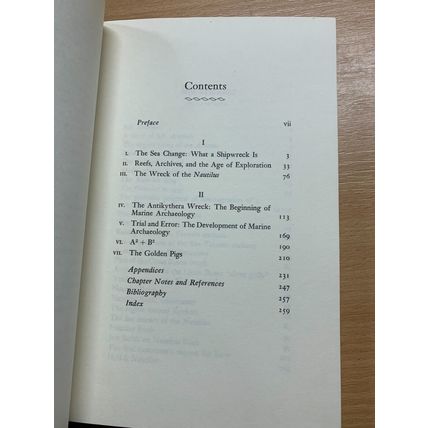 Contents
Preface vii
I
I. The Sea Change: What a Shipwreck Is 3
II. Reefs, Archives, and the Age of Exploration 33
III. The Wreck of the Nautilus 76
II
IV. The Antikythera Wreck: The Beginning of
Marine Archaeology 113
V. Trial and Error: The Development of Marine
Archaeology 169
VI. A² + B² 190
VII. The Golden Pigs 210
Appendices 231
Chapter Notes and References 247
Bibliography 257
Index 259